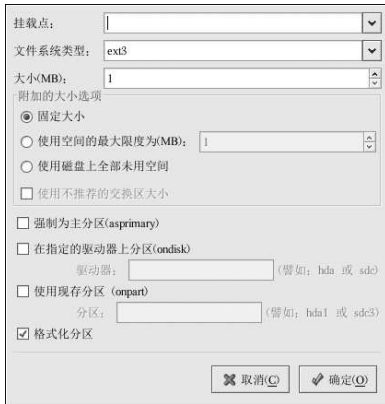 挂载点：
文件系统类型： ext3
大小(MB)： 1
附加的大小选项
固定大小
使用空间的最大限度为(MB)： 1
使用磁盘上全部未用空间
使用不推荐的交换区大小
强制为主分区(asprimary)
在指定的驱动器上分区(ondisk)
驱动器： (譬如：hda 或 sdc)
使用现存分区 (onpart)
分区： (譬如：hda1 或 sdc3)
格式化分区
取消(C) 确定(O)